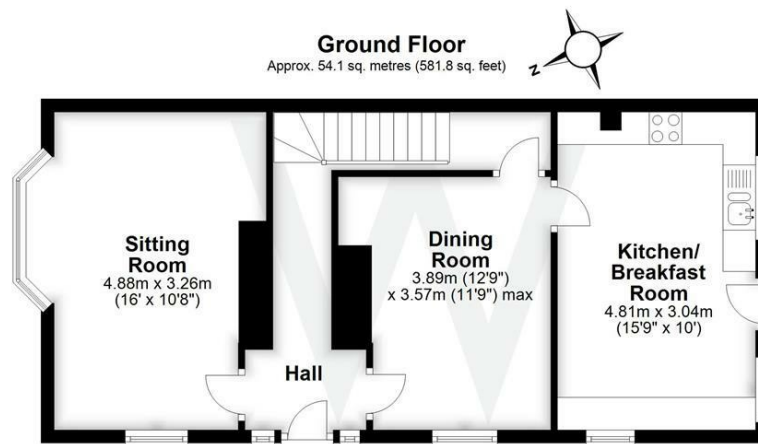 Ground Floor
Approx. 54.1 sq. metres (581.8 sq. feet)
N
Sitting
Room
4.88m x 3.26m
(16' x 10'8")
Dining
Room
3.89m (12'9")
x 3.57m (11'9") max
Kitchen/
Breakfast
Room
4.81m x 3.04m
(15'9" x 10')
Hall
W